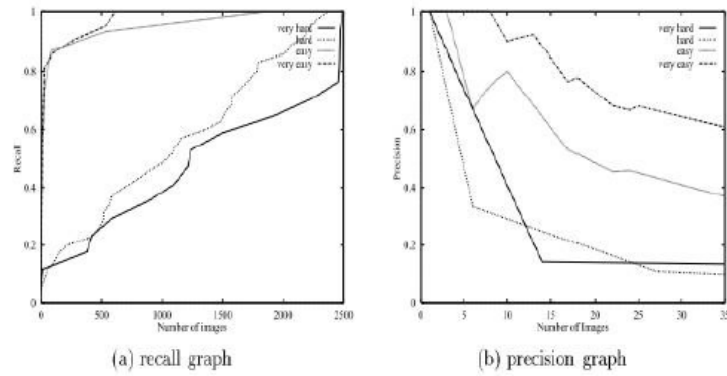 1
0.8
0.6
0.4
0.2
0
Recall
0
500
1000
1500
2000
2500
Number of images
very hard
hard
easy
very easy
(a) recall graph
1
0.8
0.6
0.4
0.2
0
Precision
0
5
10
15
20
25
30
35
Number of Images
very hard
hard
easy
very easy
(b) precision graph